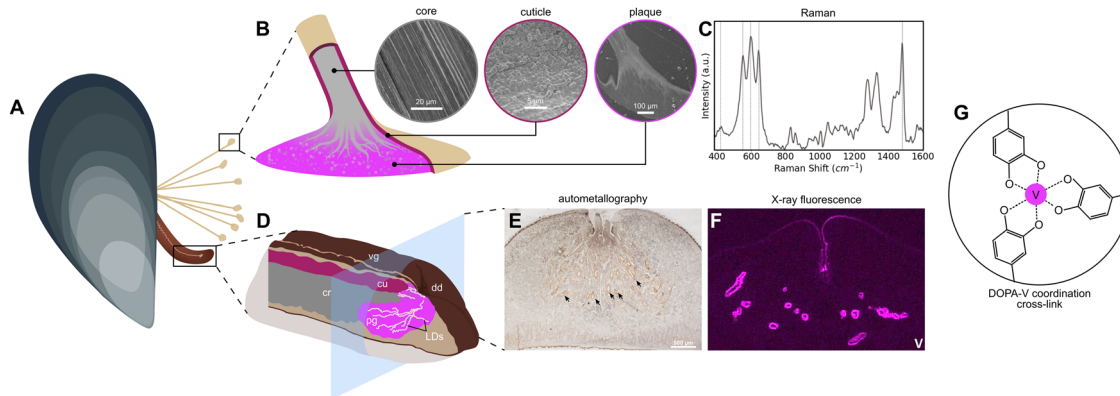 A
B
core
cuticle
plaque
20 µm
5 µm
100 µm
C
Raman
Intensity (a.u.)
400 600 800 1000 1200 1400 1600
Raman Shift (cm⁻¹)
D
vg
cu
dd
cr
pg
LDs
E
autometallography
500 µm
F
X-ray fluorescence
V
G
O
O
O
V
O
O
O
DOPA-V coordination
cross-link